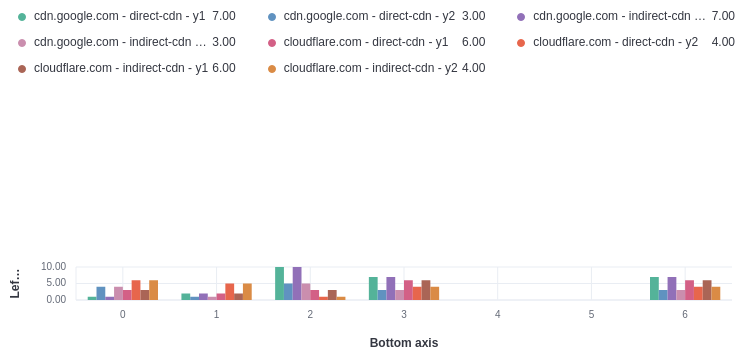 cdn.google.com - direct-cdn - y1 7.00
cdn.google.com - direct-cdn - y2 3.00
cdn.google.com - indirect-cdn ... 7.00
cdn.google.com - indirect-cdn ... 3.00
cloudflare.com - direct-cdn - y1 6.00
cloudflare.com - direct-cdn - y2 4.00
cloudflare.com - indirect-cdn - y1 6.00
cloudflare.com - indirect-cdn - y2 4.00
Lef...
10.00
5.00
0.00
0 1 2 3 4 5 6
Bottom axis